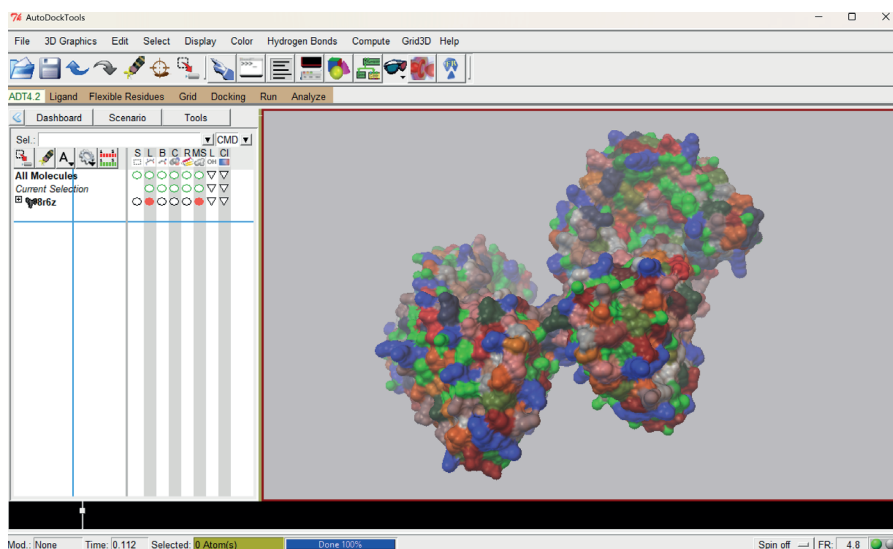 AutoDockTools
File 3D Graphics Edit Select Display Color Hydrogen Bonds Compute Grid3D Help
ADT4.2 Ligand Flexible Residues Grid Docking Run Analyze
Dashboard Scenario Tools
Sel.: CMD
A S L B C R MS L Cl
All Molecules
Current Selection
8r6z
Mod.: None Time: 0.112 Selected: 0 Atom(s) Done 100% Spin off FR: 4.8